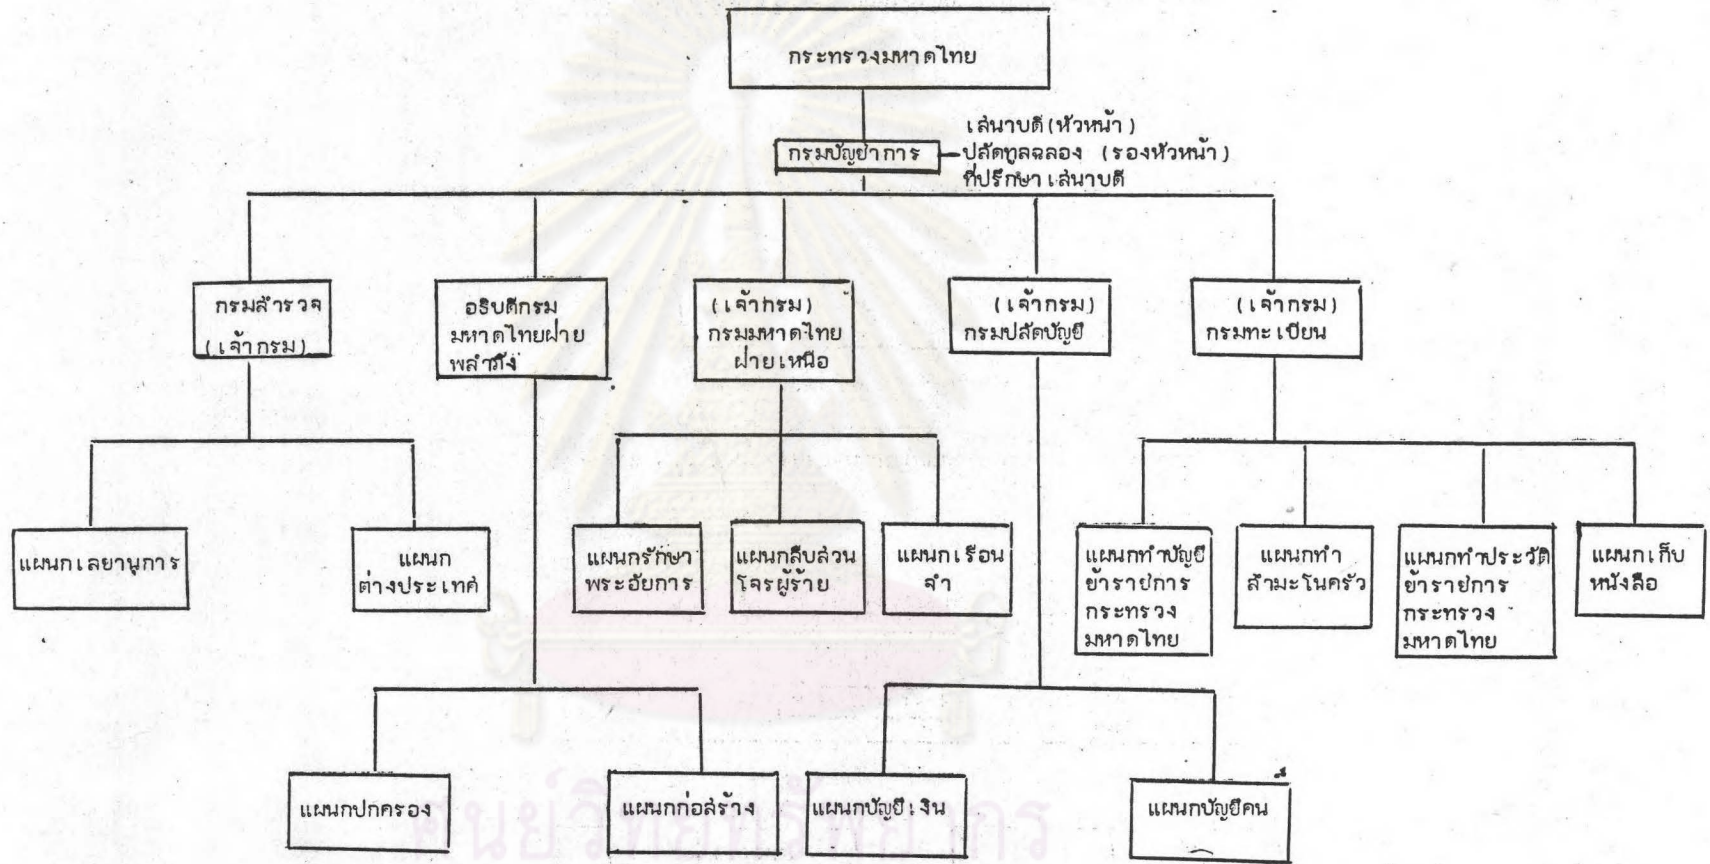 กระทรวงมหาดไทย
กรมบัญชาการ
เสนาบดี (หัวหน้า)
ปลัดทูลฉลอง (รองหัวหน้า)
ที่ปรึกษาเสนาบดี
กรมสำรวจ
(เจ้ากรม)
อธิบดีกรม
มหาดไทยฝ่าย
พลำภัง
(เจ้ากรม)
กรมมหาดไทย
ฝ่ายเหนือ
(เจ้ากรม)
กรมปลัดบัญชี
(เจ้ากรม)
กรมทะเบียน
แผนกเลขานุการ
แผนก
ต่างประเทศ
แผนกรักษา
พระอัยการ
แผนกสืบสวน
โจรผู้ร้าย
แผนกเรือน
จำ
แผนกทำบัญชี
ข้าราชการ
กระทรวง
มหาดไทย
แผนกทำ
สำมะโนครัว
แผนกทำประวัติ
ข้าราชการ
กระทรวง
มหาดไทย
แผนกเก็บ
หนังสือ
แผนกปกครอง
แผนกก่อสร้าง
แผนกบัญชีเงิน
แผนกบัญชีคน
ศูนย์วิทยทรัพยากร